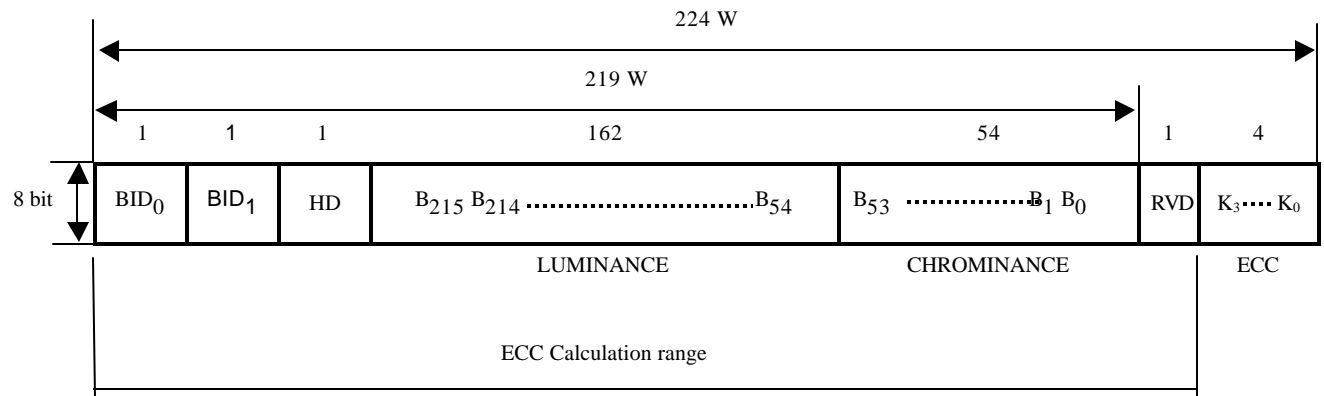 224 W
219 W
1 1 1 162 54 1 4
8 bit BID0 BID1 HD B215 B214 B54 B53 B1 B0 RVD K3 K0
LUMINANCE CHROMINANCE ECC
ECC Calculation range